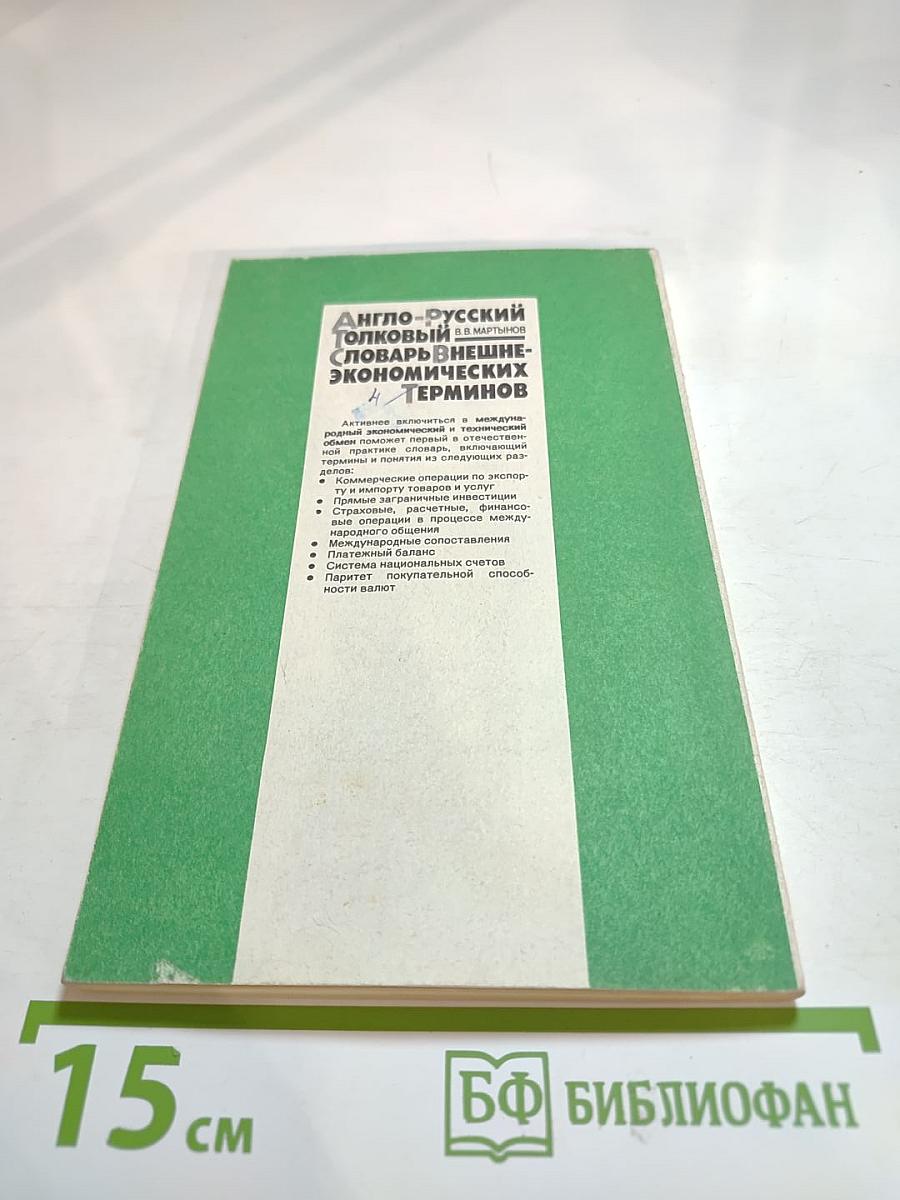 Англо-Русский
Толковый В. В. МАРТЫНОВ
Словарь Внешне-
экономических
Терминов
4
Активнее включиться в междуна-
родный экономический и технический
обмен поможет первый в отечествен-
ной практике словарь, включающий
термины и понятия из следующих раз-
делов:
● Коммерческие операции по экспор-
ту и импорту товаров и услуг
● Прямые заграничные инвестиции
● Страховые, расчетные, финансо-
вые операции в процессе между-
народного общения
● Международные сопоставления
● Платежный баланс
● Система национальных счетов
● Паритет покупательной способ-
ности валют
15 см
БФ БИБЛИОФАН